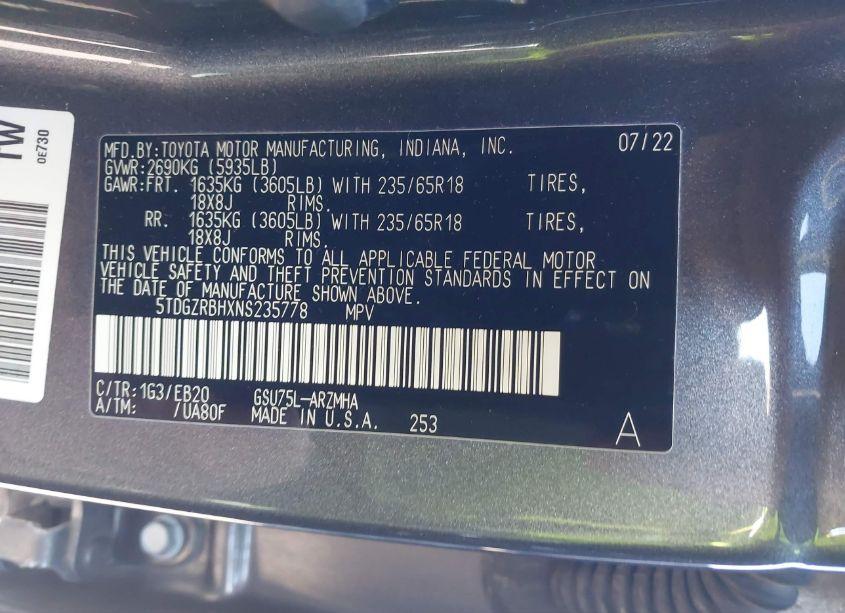 TW
0E730
MFD.BY:TOYOTA MOTOR MANUFACTURING, INDIANA, INC. 07/22
GVWR:2690KG (5935LB)
GAWR:FRT. 1635KG (3605LB) WITH 235/65R18 TIRES,
18X8J RIMS.
RR. 1635KG (3605LB) WITH 235/65R18 TIRES,
18X8J RIMS.
THIS VEHICLE CONFORMS TO ALL APPLICABLE FEDERAL MOTOR
VEHICLE SAFETY AND THEFT PREVENTION STANDARDS IN EFFECT ON
THE DATE OF MANUFACTURE SHOWN ABOVE.
5TDGZRBHXNS235778 MPV
C/TR:1G3/EB20 GSU75L-ARZMHA
A/TM: /UA80F MADE IN U.S.A. 253 A